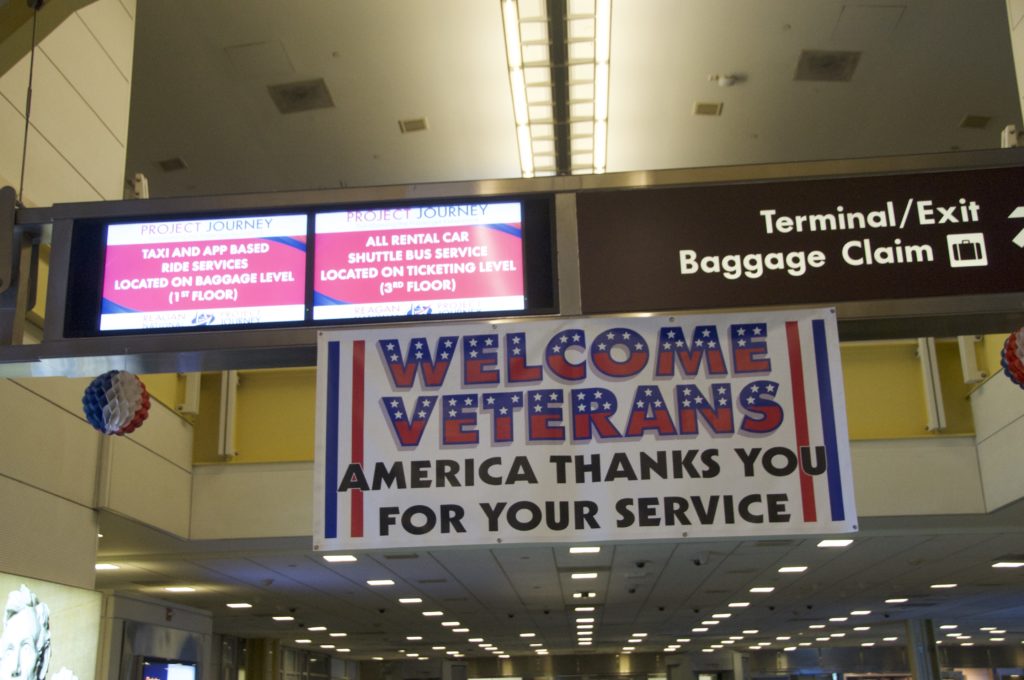 PROJECT JOURNEY
TAXI AND APP BASED
RIDE SERVICES
LOCATED ON BAGGAGE LEVEL
(1ST FLOOR)
REAGAN
PROJECT JOURNEY
ALL RENTAL CAR
SHUTTLE BUS SERVICE
LOCATED ON TICKETING LEVEL
(3RD FLOOR)
REAGAN
Terminal/Exit
Baggage Claim
WELCOME
VETERANS
AMERICA THANKS YOU
FOR YOUR SERVICE